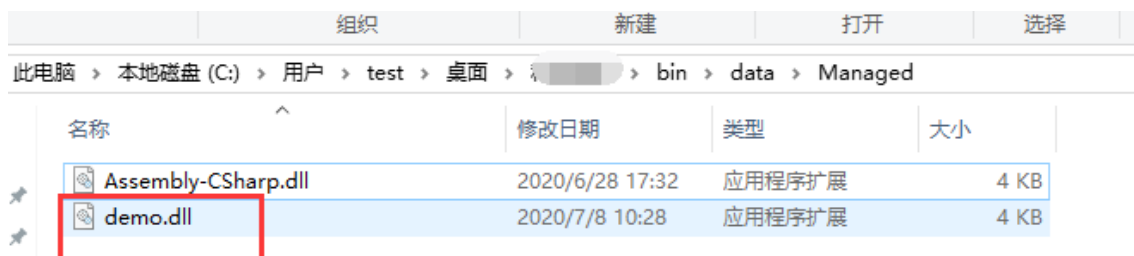 组织 新建 打开 选择
此电脑 > 本地磁盘 (C:) > 用户 > test > 桌面 > > bin > data > Managed
名称 修改日期 类型 大小
Assembly-CSharp.dll 2020/6/28 17:32 应用程序扩展 4 KB
demo.dll 2020/7/8 10:28 应用程序扩展 4 KB